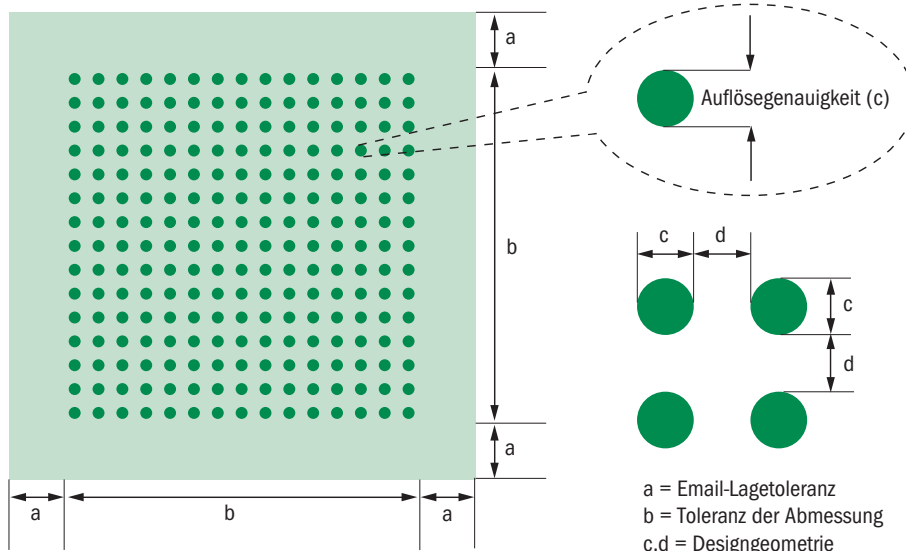 a
Auflösegenauigkeit (c)
b
c
d
c
d
a
a
b
a
a = Email-Lagetoleranz
b = Toleranz der Abmessung
c,d = Designgeometrie